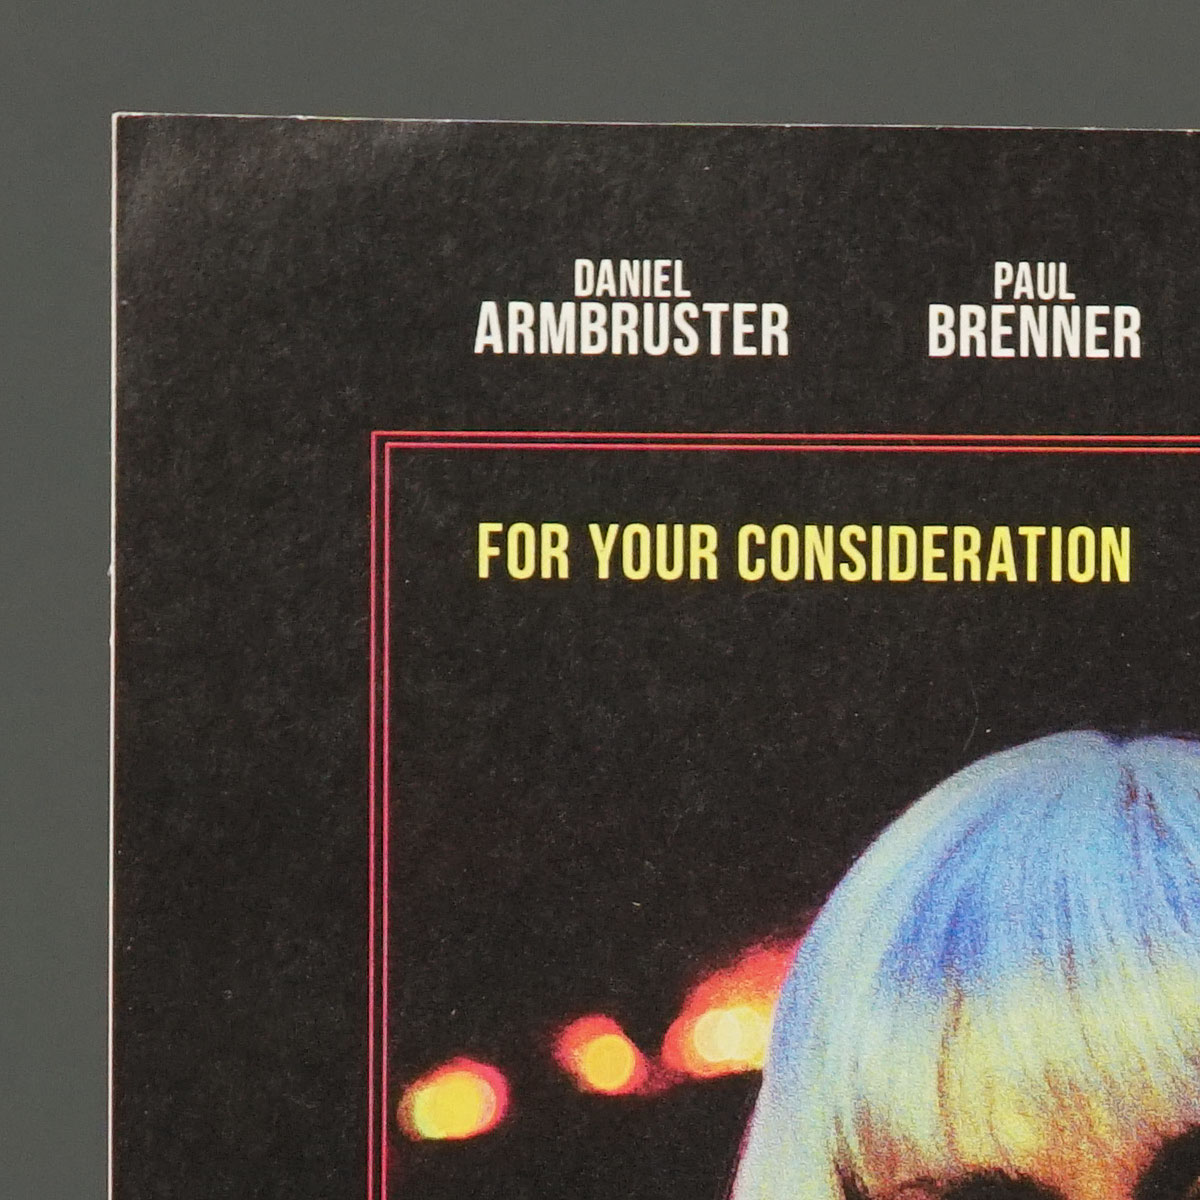 DANIEL
ARMBRUSTER
PAUL
BRENNER
FOR YOUR CONSIDERATION